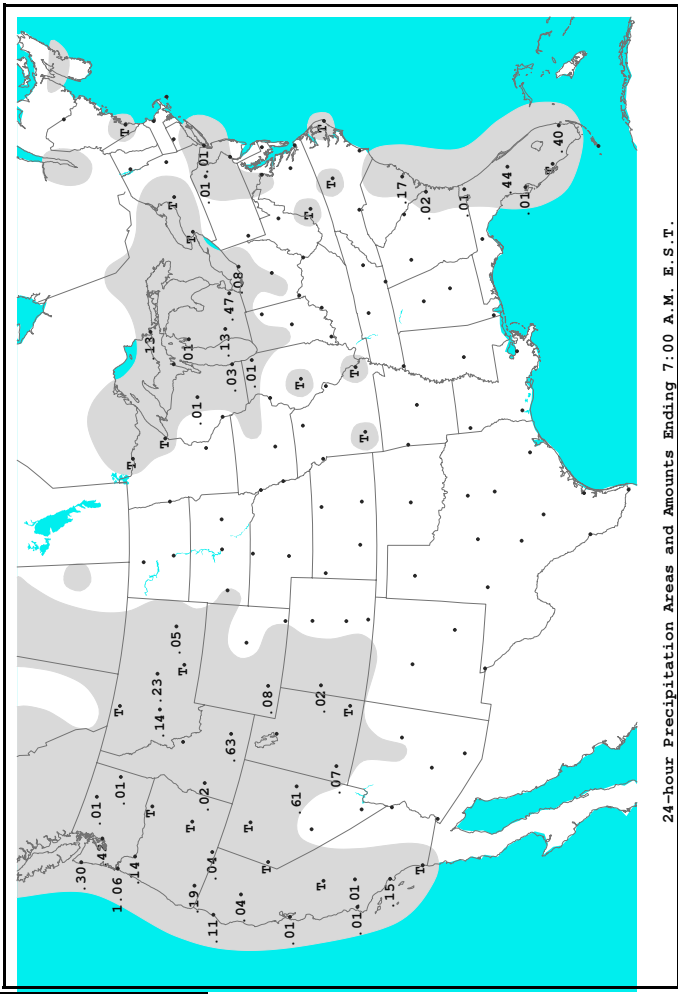 .30
.01
.42
1.06
.01
T
T
T
.14
.13
T
.23
.14
T
T
.05
T
.01
T
T
.19
.01
.01
.02
.01
.04
.11
.13
.47
.63
.03
.08
.04
T
.01
T
.08
.01
.61
T
T
.02
T
T
T
.07
T
T
.01
.01
T
.15
.17
T
.02
.01
.44
.01
T
.40
24-hour Precipitation Areas and Amounts Ending 7:00 A.M. E.S.T.